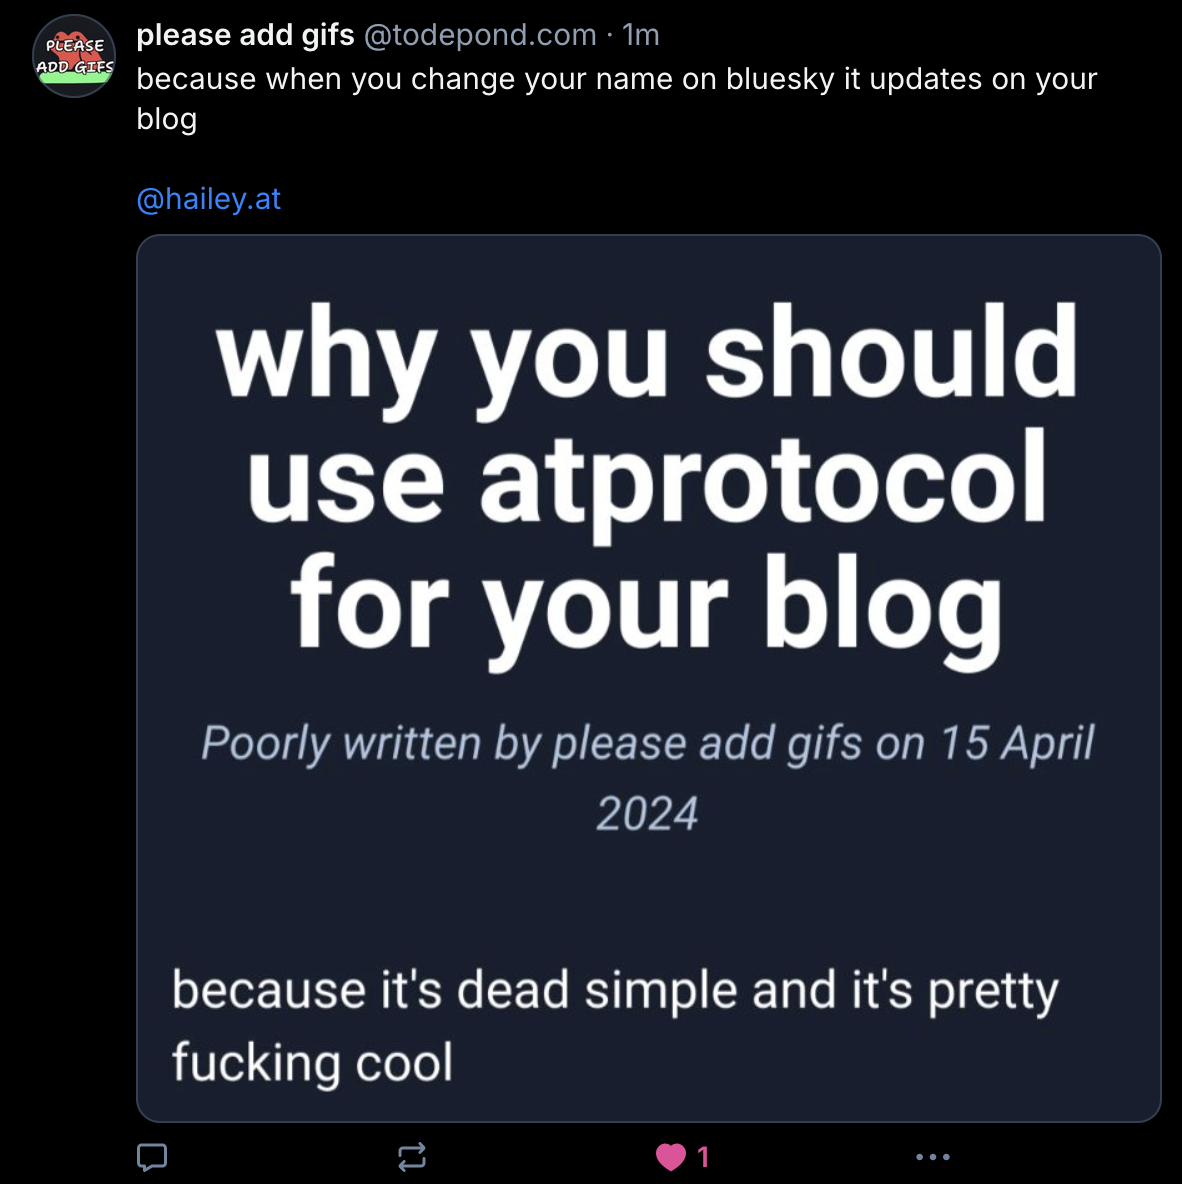 PLEASE
ADD GIFS
please add gifs @todepond.com · 1m
because when you change your name on bluesky it updates on your
blog
@hailey.at
why you should
use atprotocol
for your blog
Poorly written by please add gifs on 15 April
2024
because it's dead simple and it's pretty
fucking cool
1